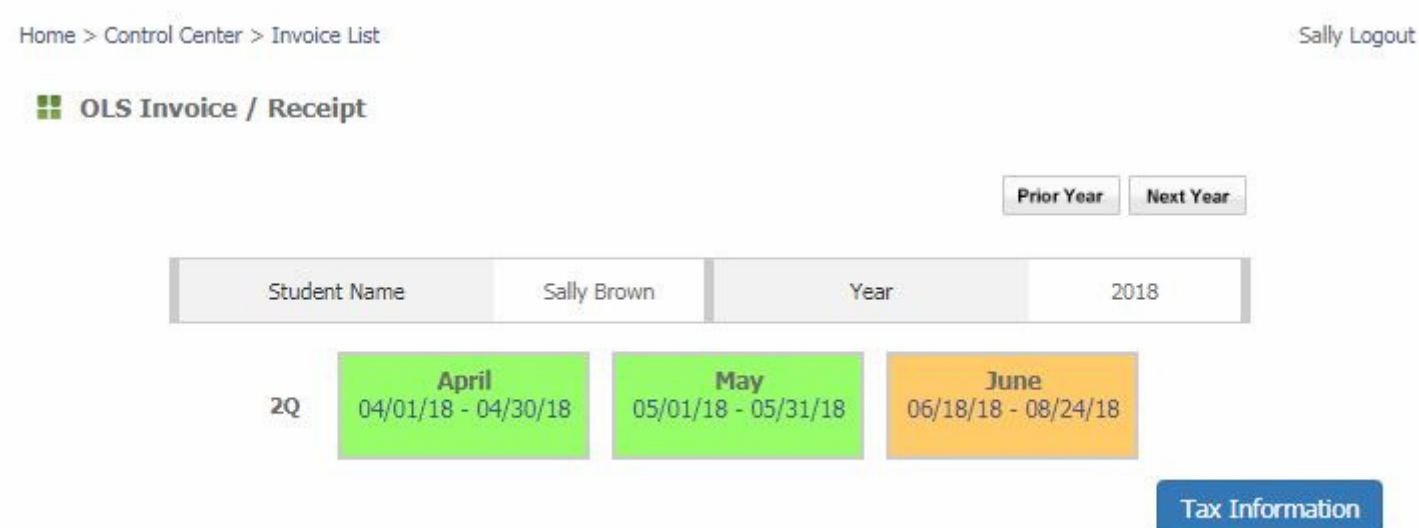 Home > Control Center > Invoice List Sally Logout
OLS Invoice / Receipt
Prior Year Next Year
Student Name Sally Brown Year 2018
2Q
April
04/01/18 - 04/30/18
May
05/01/18 - 05/31/18
June
06/18/18 - 08/24/18
Tax Information